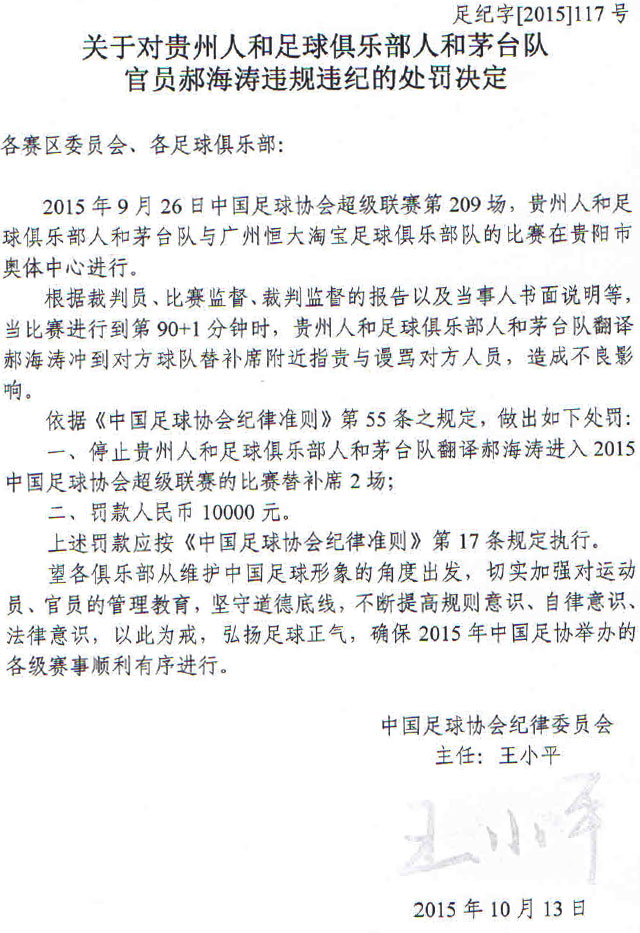 足纪字[2015]117 号
关于对贵州人和足球俱乐部人和茅台队
官员郝海涛违规违纪的处罚决定
各赛区委员会、各足球俱乐部：
2015 年 9 月 26 日中国足球协会超级联赛第 209 场，贵州人和足
球俱乐部人和茅台队与广州恒大淘宝足球俱乐部队的比赛在贵阳市
奥体中心进行。
根据裁判员、比赛监督、裁判监督的报告以及当事人书面说明等，
当比赛进行到第 90+1 分钟时，贵州人和足球俱乐部人和茅台队翻译
郝海涛冲到对方球队替补席附近指责与谩骂对方人员，造成不良影
响。
依据《中国足球协会纪律准则》第 55 条之规定，做出如下处罚：
一、停止贵州人和足球俱乐部人和茅台队翻译郝海涛进入 2015
中国足球协会超级联赛的比赛替补席 2 场；
二、罚款人民币 10000 元。
上述罚款应按《中国足球协会纪律准则》第 17 条规定执行。
望各俱乐部从维护中国足球形象的角度出发，切实加强对运动
员、官员的管理教育，坚守道德底线，不断提高规则意识、自律意识、
法律意识，以此为戒，弘扬足球正气，确保 2015 年中国足协举办的
各级赛事顺利有序进行。
中国足球协会纪律委员会
主任：王小平
王小平
2015 年 10 月 13 日